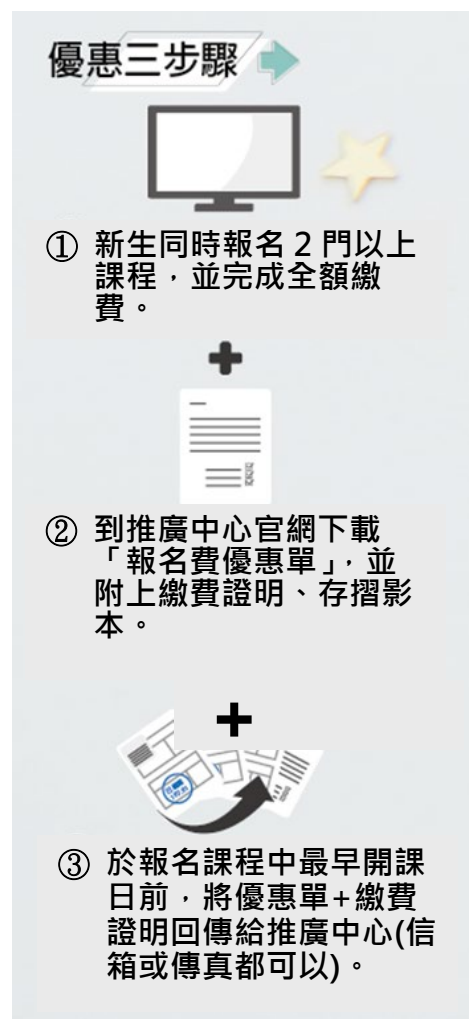 優惠三步驟
① 新生同時報名 2 門以上
課程，並完成全額繳
費。
② 到推廣中心官網下載
「報名費優惠單」，並
附上繳費證明、存摺影
本。
③ 於報名課程中最早開課
日前，將優惠單+繳費
證明回傳給推廣中心(信
箱或傳真都可以)。